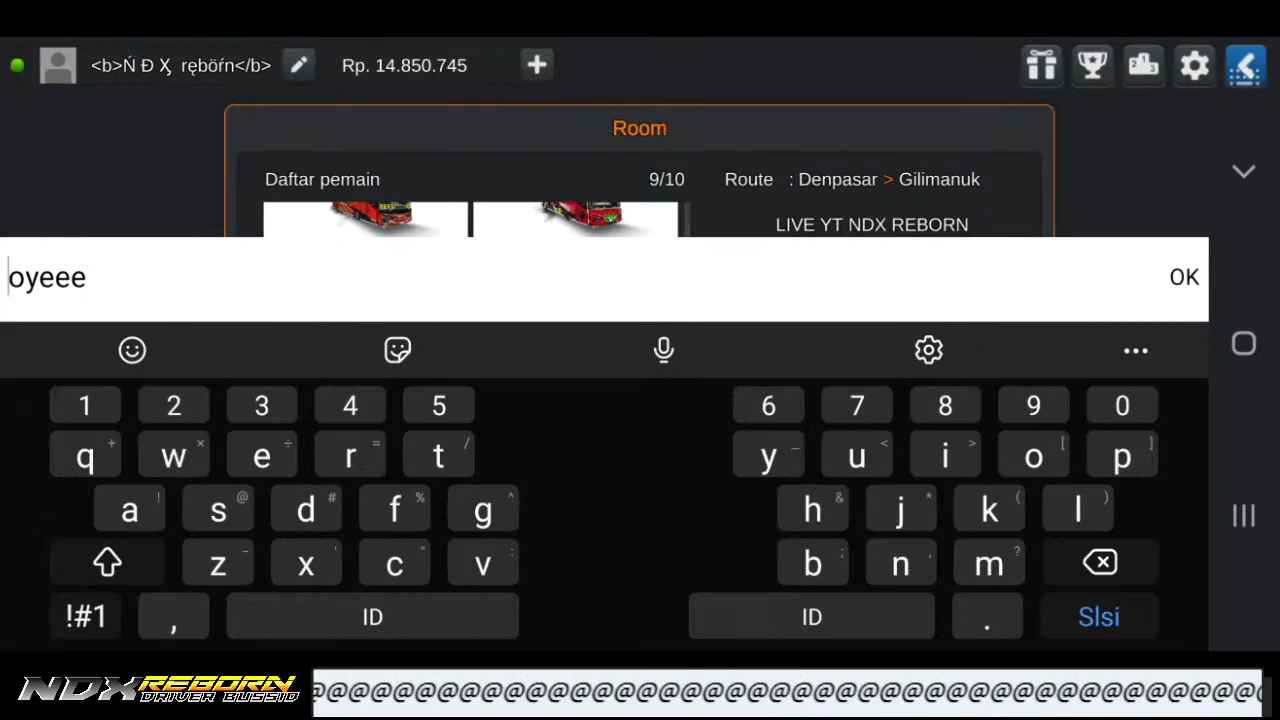 <b>Ń Đ Ӽ ręböŕn</b>
Rp. 14.850.745
Room
Daftar pemain
9/10
Route : Denpasar > Gilimanuk
LIVE YT NDX REBORN
oyeee
OK
1 2 3 4 5 6 7 8 9 0
q + w × e ÷ r = t / y _ u < i > o [ p ]
a ! s @ d # f % g ^ h & j * k ( l )
z - x ' c " v : b ; n , m ?
!#1 , ID ID . Slsi
NDX REBORN
DRIVER BUSSID
@@@@@@@@@@@@@@@@@@@@@@@@@@@@@@@@@@@@@@@@@@@@@@@@